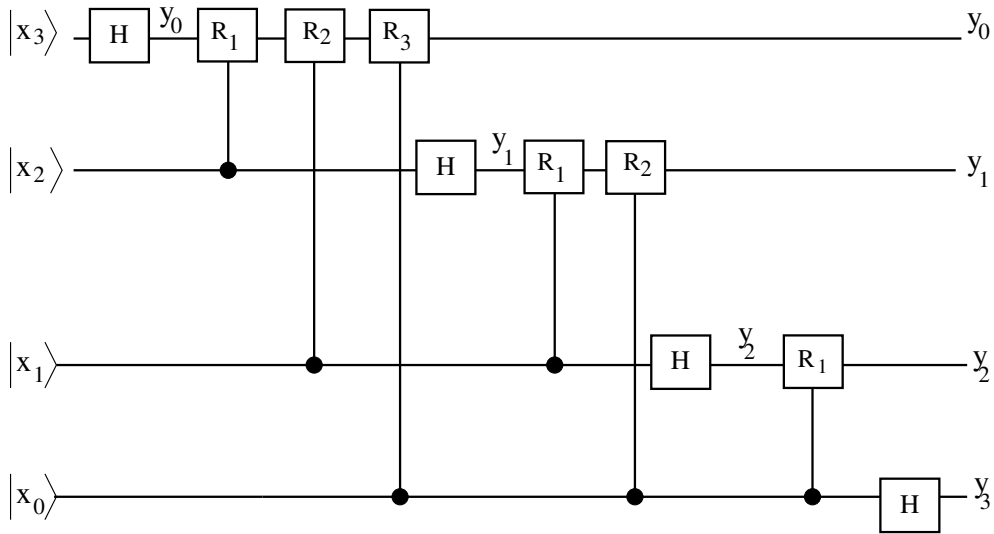 |x₃⟩ H y₀ R₁ R₂ R₃ y₀
|x₂⟩ H y₁ R₁ R₂ y₁
|x₁⟩ H y₂ R₁ y₂
|x₀⟩ H y₃